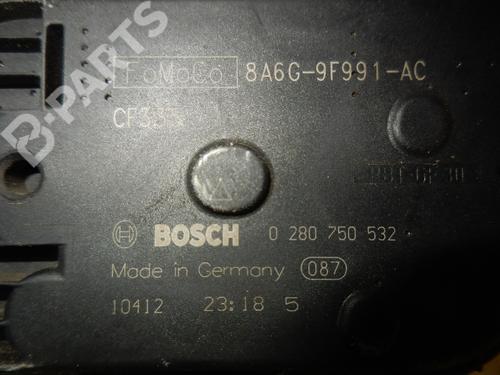 B-PARTS
FoMoCo 8A6G-9F991-AC
BOSCH 0 280 750 532
Made in Germany 087
10412 23:18 5